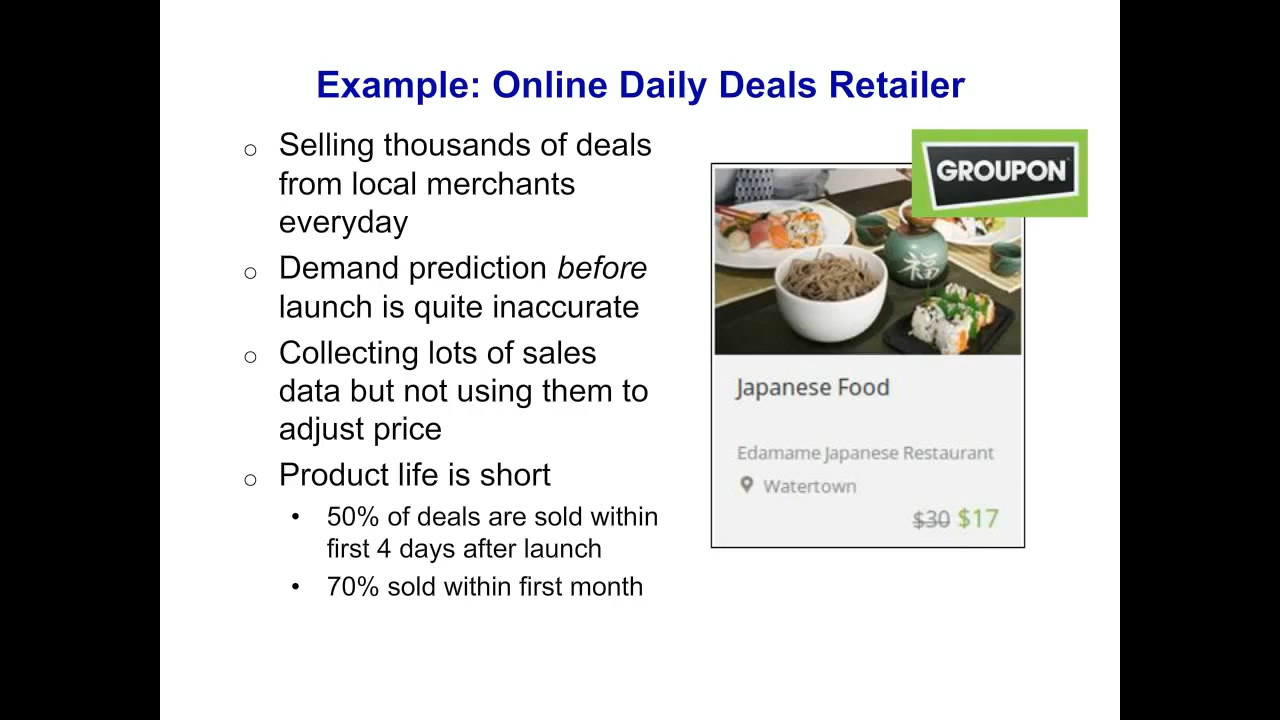 Example: Online Daily Deals Retailer
○ Selling thousands of deals
from local merchants
everyday
○ Demand prediction before
launch is quite inaccurate
○ Collecting lots of sales
data but not using them to
adjust price
○ Product life is short
• 50% of deals are sold within
first 4 days after launch
• 70% sold within first month
GROUPON
福
Japanese Food
Edamame Japanese Restaurant
Watertown
$30 $17